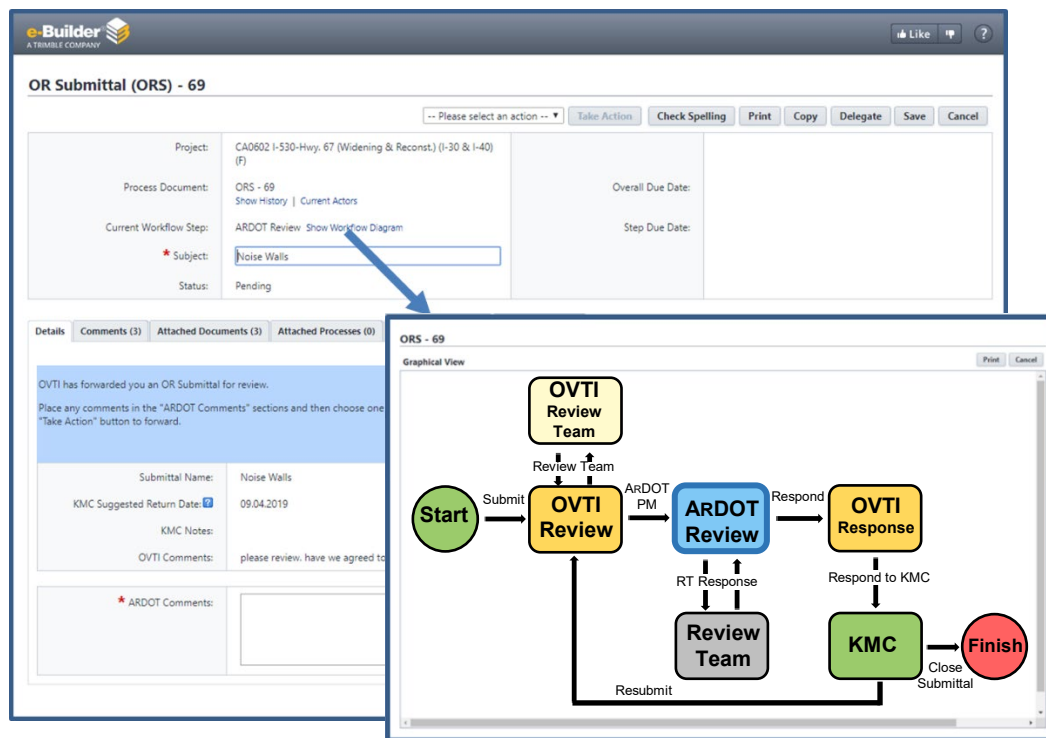 e-Builder
A TRIMBLE COMPANY
Like
?
OR Submittal (ORS) - 69
-- Please select an action --
Take Action
Check Spelling
Print
Copy
Delegate
Save
Cancel
Project:
CA0602 I-530-Hwy. 67 (Widening & Reconst.) (I-30 & I-40)
(F)
Process Document:
ORS - 69
Overall Due Date:
Show History | Current Actors
Current Workflow Step:
ARDOT Review Show Workflow Diagram
Step Due Date:
* Subject:
Noise Walls
Status:
Pending
Details
Comments (3)
Attached Documents (3)
Attached Processes (0)
OVTI has forwarded you an OR Submittal for review.
Place any comments in the "ARDOT Comments" sections and then choose one
"Take Action" button to forward.
Submittal Name:
Noise Walls
KMC Suggested Return Date: ?
09.04.2019
KMC Notes:
OVTI Comments:
please review. have we agreed to
* ARDOT Comments:
ORS - 69
Graphical View
Print
Cancel
OVTI
Review
Team
Review Team
Start
Submit
OVTI
Review
ARDOT
PM
ARDOT
Review
Respond
OVTI
Response
RT Response
Respond to KMC
Review
Team
KMC
Finish
Close
Submittal
Resubmit